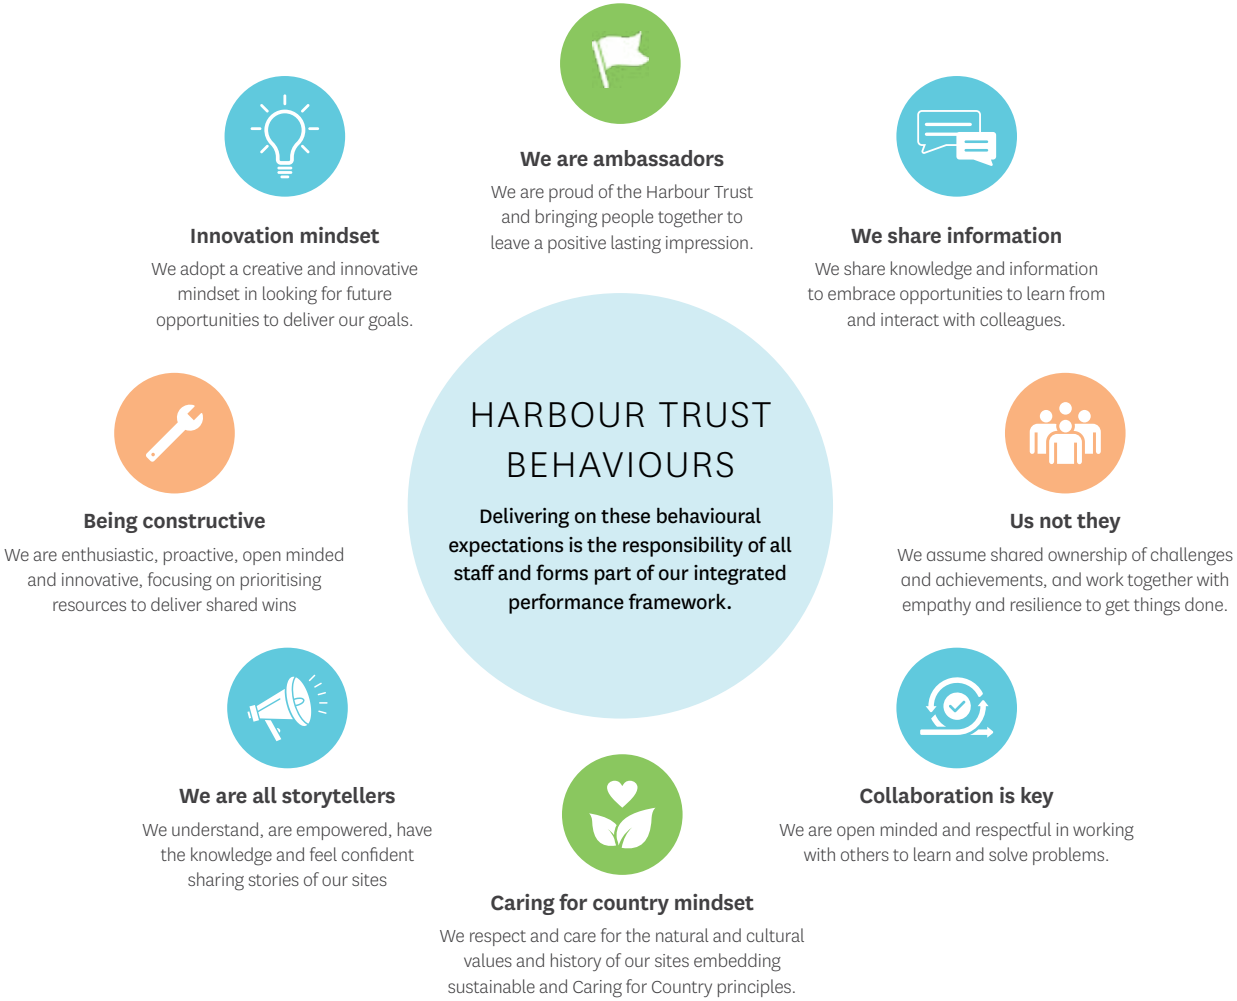 We are ambassadors
We are proud of the Harbour Trust
and bringing people together to
leave a positive lasting impression.
Innovation mindset
We adopt a creative and innovative
mindset in looking for future
opportunities to deliver our goals.
We share information
We share knowledge and information
to embrace opportunities to learn from
and interact with colleagues.
HARBOUR TRUST
BEHAVIOURS
Delivering on these behavioural
expectations is the responsibility of all
staff and forms part of our integrated
performance framework.
Being constructive
We are enthusiastic, proactive, open minded
and innovative, focusing on prioritising
resources to deliver shared wins
Us not they
We assume shared ownership of challenges
and achievements, and work together with
empathy and resilience to get things done.
We are all storytellers
We understand, are empowered, have
the knowledge and feel confident
sharing stories of our sites
Collaboration is key
We are open minded and respectful in working
with others to learn and solve problems.
Caring for country mindset
We respect and care for the natural and cultural
values and history of our sites embedding
sustainable and Caring for Country principles.